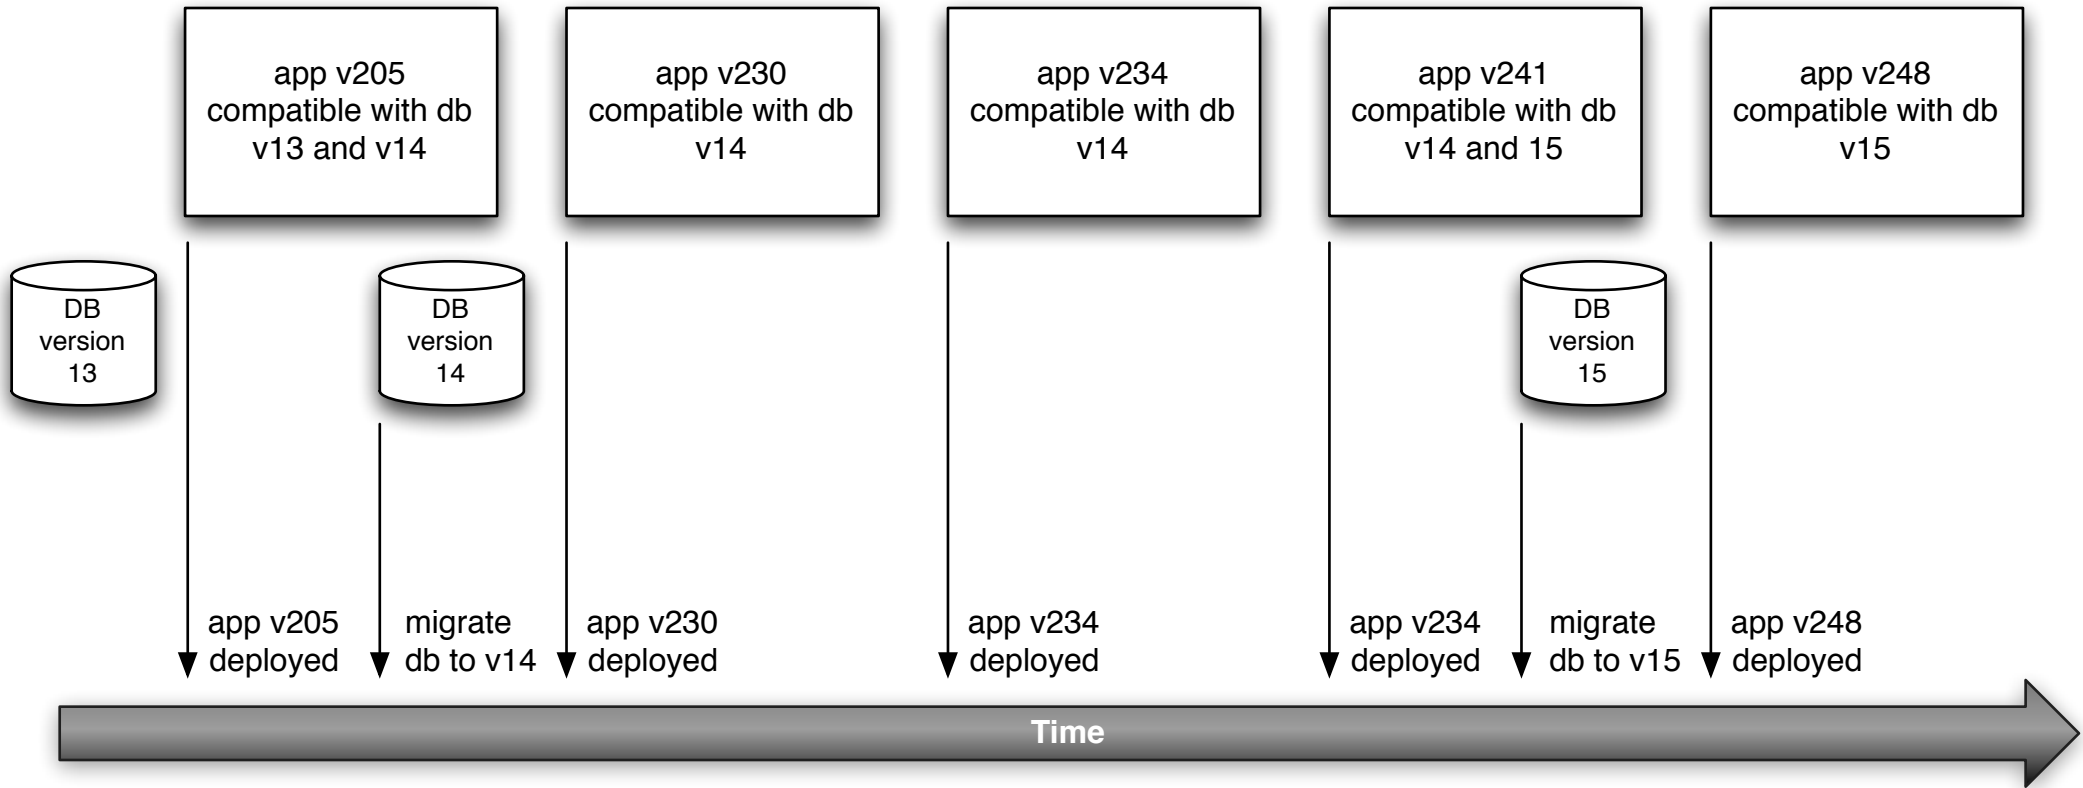 app v205
compatible with db
v13 and v14
app v230
compatible with db
v14
app v234
compatible with db
v14
app v241
compatible with db
v14 and 15
app v248
compatible with db
v15
DB
version
13
DB
version
14
DB
version
15
app v205
deployed
migrate
db to v14
app v230
deployed
app v234
deployed
app v234
deployed
migrate
db to v15
app v248
deployed
Time